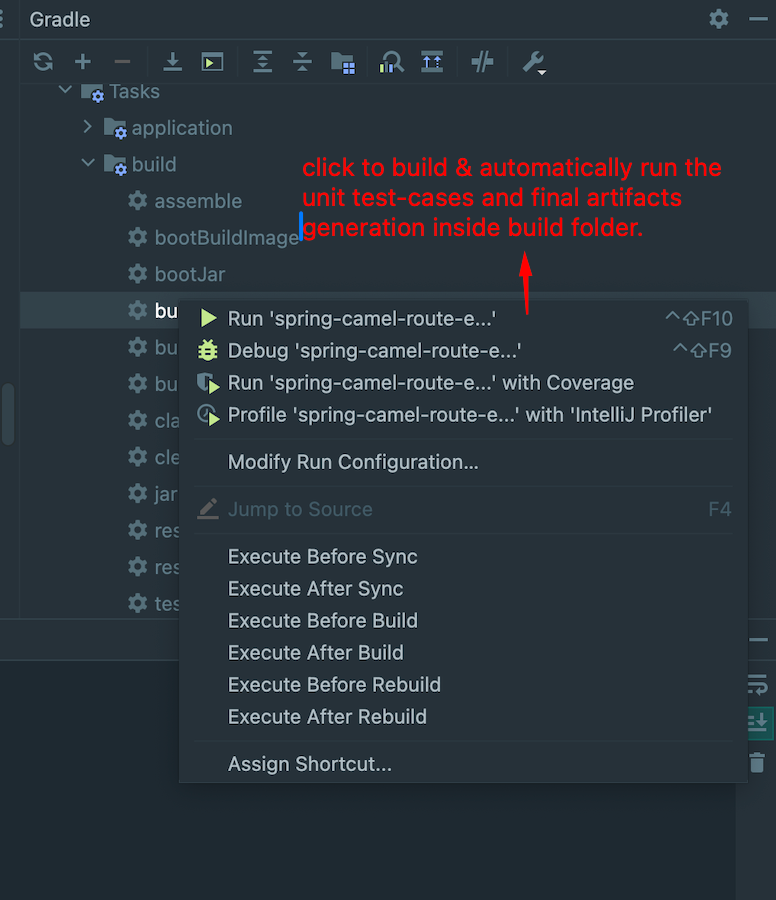 Gradle
Tasks
application
build
click to build & automatically run the
unit test-cases and final artifacts
generation inside build folder.
assemble
bootBuildImage
bootJar
bu
bu
bu
cla
cle
jar
res
res
tes
Run 'spring-camel-route-e...' ^⇧F10
Debug 'spring-camel-route-e...' ^⇧F9
Run 'spring-camel-route-e...' with Coverage
Profile 'spring-camel-route-e...' with 'IntelliJ Profiler'
Modify Run Configuration...
Jump to Source F4
Execute Before Sync
Execute After Sync
Execute Before Build
Execute After Build
Execute Before Rebuild
Execute After Rebuild
Assign Shortcut...